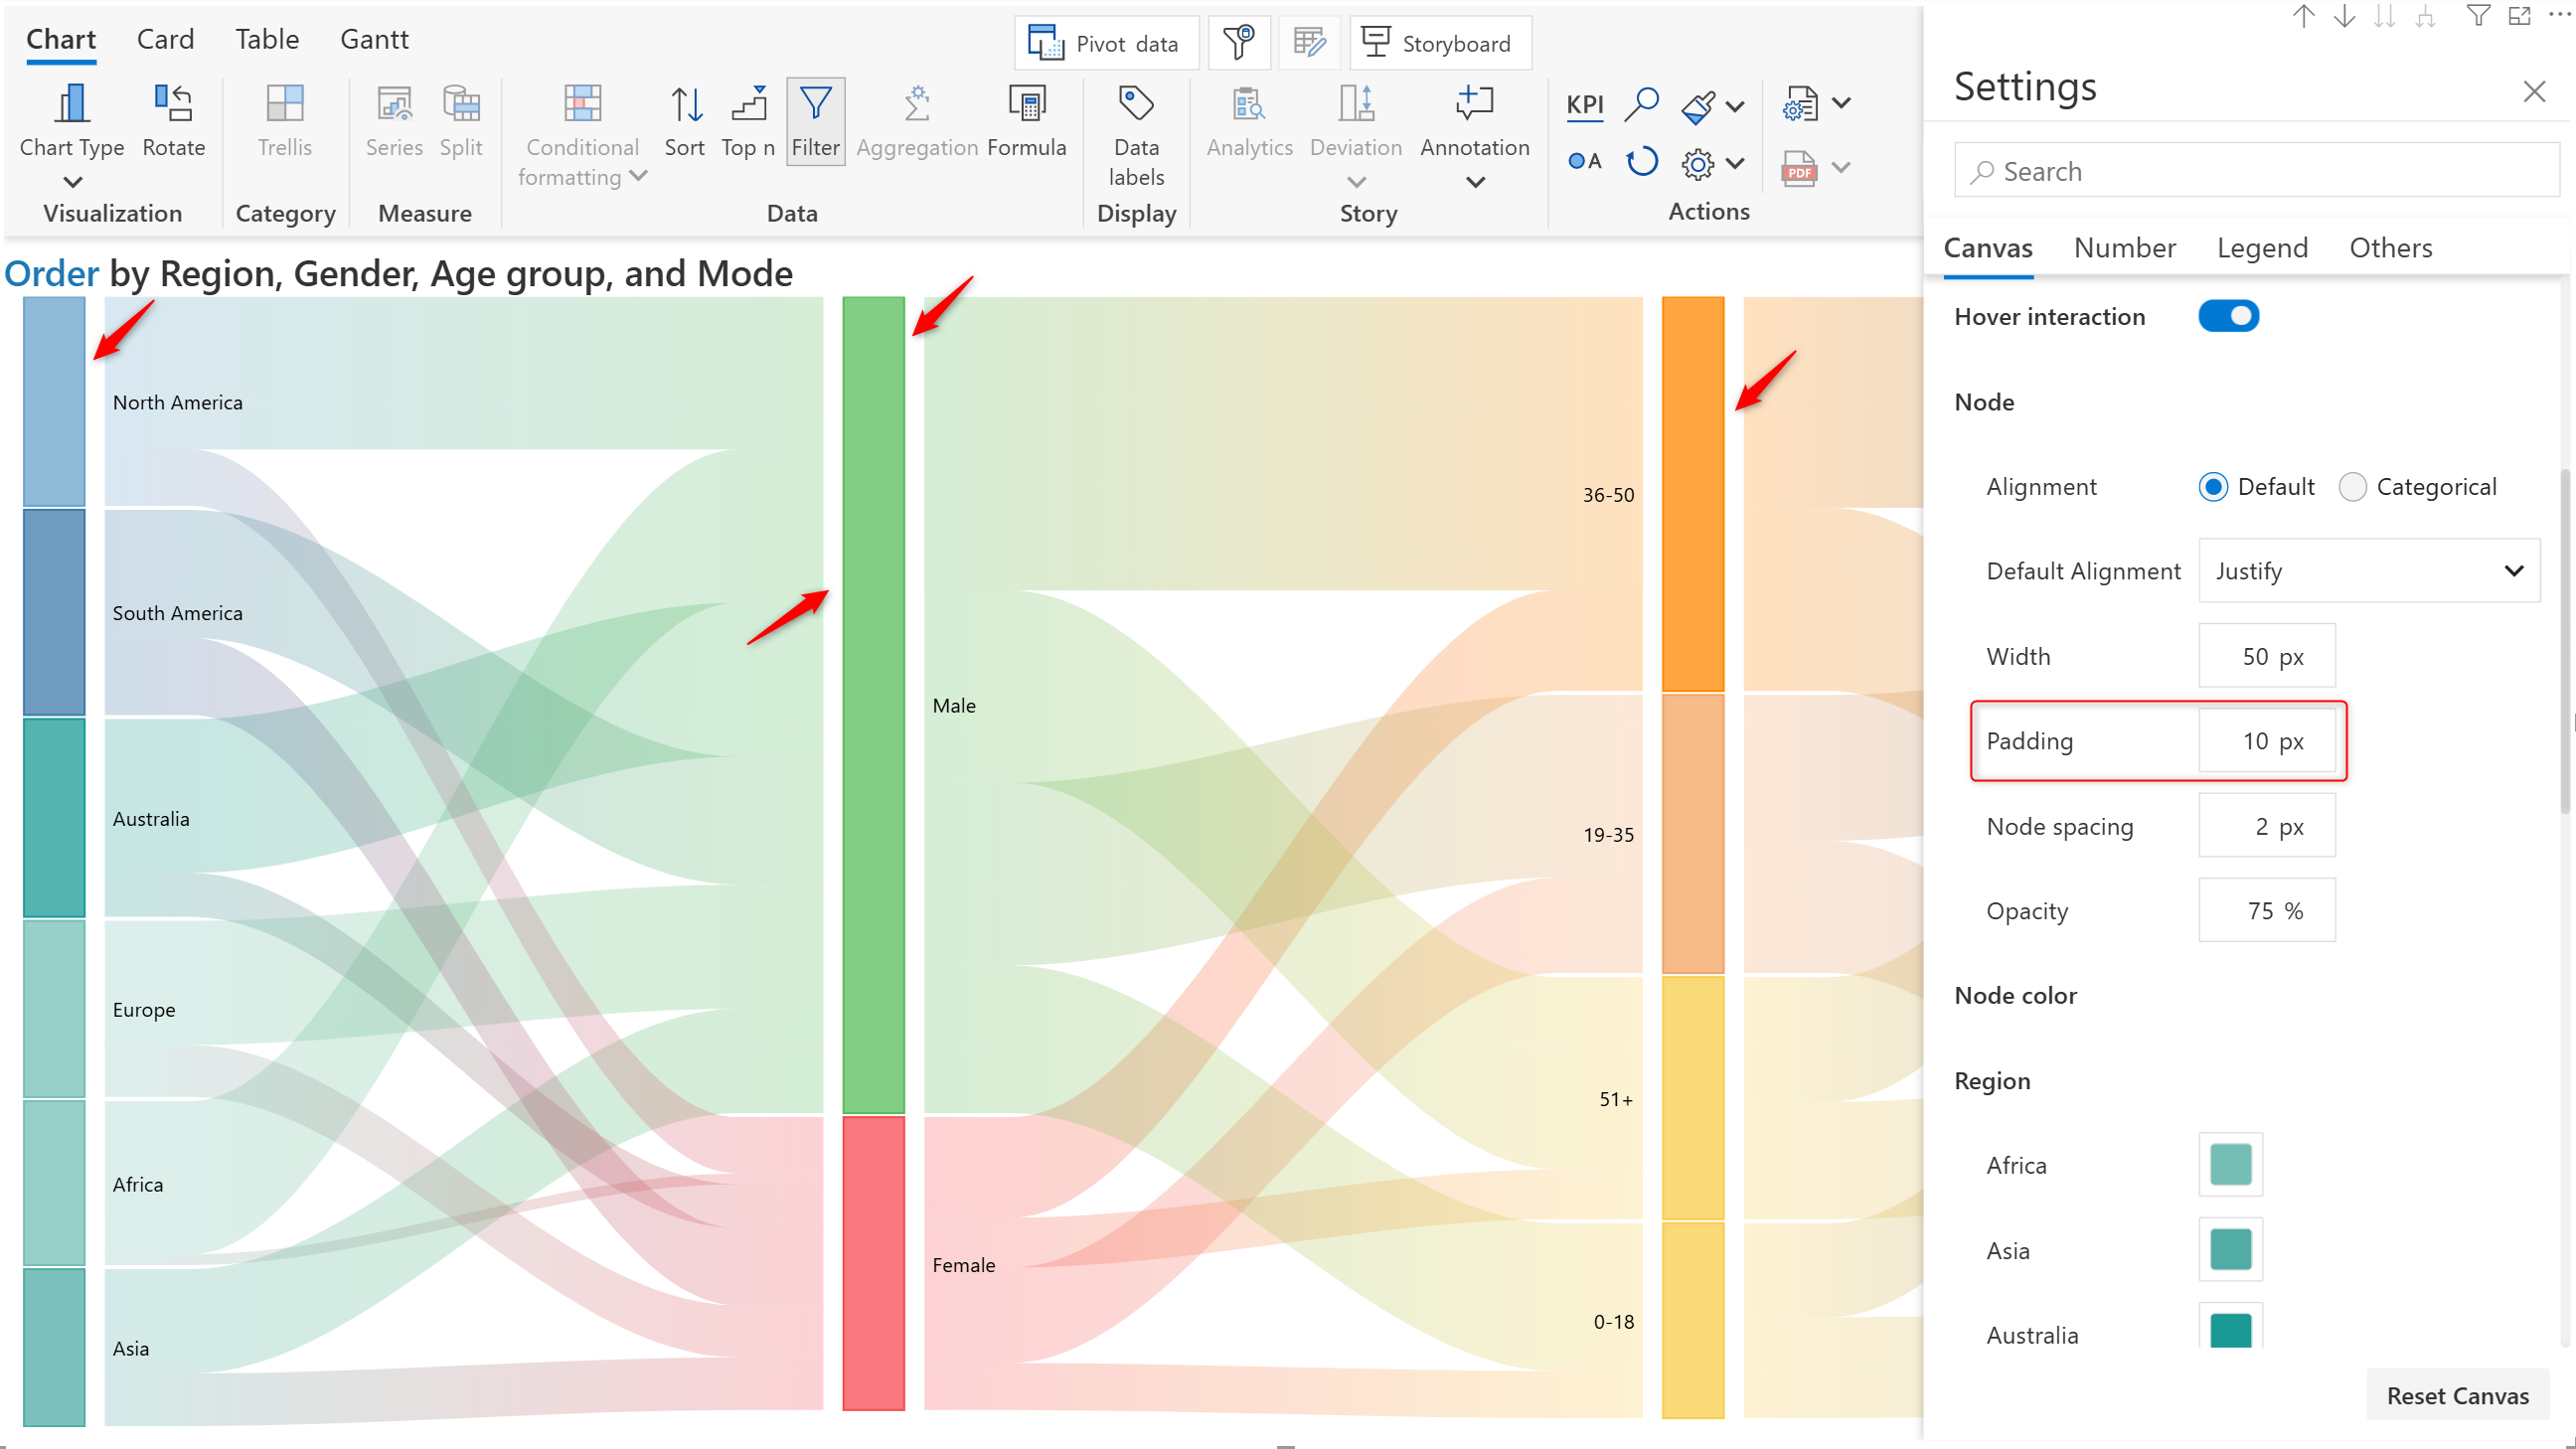 Chart Card Table Gantt
Pivot data
Storyboard
Chart Type
Rotate
Visualization
Trellis
Category
Series
Split
Measure
Conditional
formatting
Sort
Top n
Filter
Aggregation
Formula
Data
Data
labels
Display
Analytics
Deviation
Annotation
Story
KPI
A
PDF
Actions
Order by Region, Gender, Age group, and Mode
North America
South America
Australia
Europe
Africa
Asia
Male
Female
36-50
19-35
51+
0-18
Settings
Search
Canvas Number Legend Others
Hover interaction
Node
Alignment Default Categorical
Default Alignment Justify
Width 50 px
Padding 10 px
Node spacing 2 px
Opacity 75 %
Node color
Region
Africa
Asia
Australia
Reset Canvas